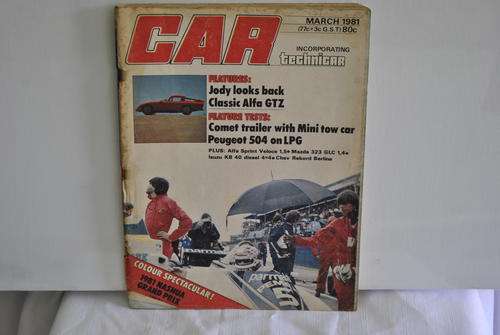 CAR
MARCH 1981
(77c+3c G.S.T) 80c
INCORPORATING
technicar
FEATURES:
Jody looks back
Classic Alfa GTZ
FEATURE TESTS:
Comet trailer with Mini tow car
Peugeot 504 on LPG
PLUS: Alfa Sprint Veloce 1,5 • Mazda 323 GLC 1,4 •
Isuzu KB 40 diesel 4×4 • Chev Rekord Berlina
COLOUR SPECTACULAR!
1981 NASHUA
GRAND PRIX